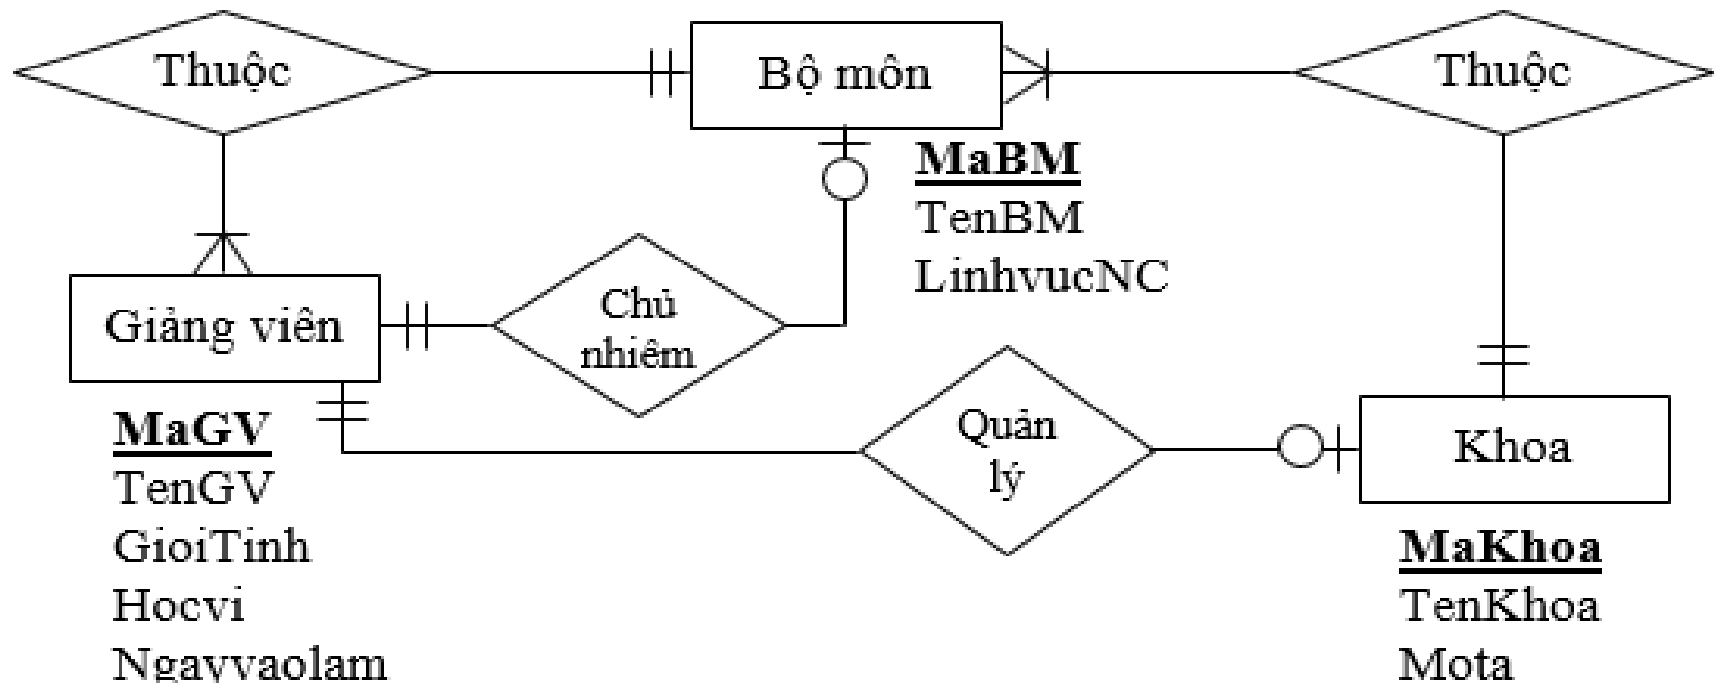 Thuộc
Bộ môn
Thuộc
MaBM
TenBM
LinhvucNC
Giảng viên
Chủ
nhiệm
MaGV
TenGV
GioiTinh
Hocvi
Ngayvaolam
Quản
lý
Khoa
MaKhoa
TenKhoa
Mota